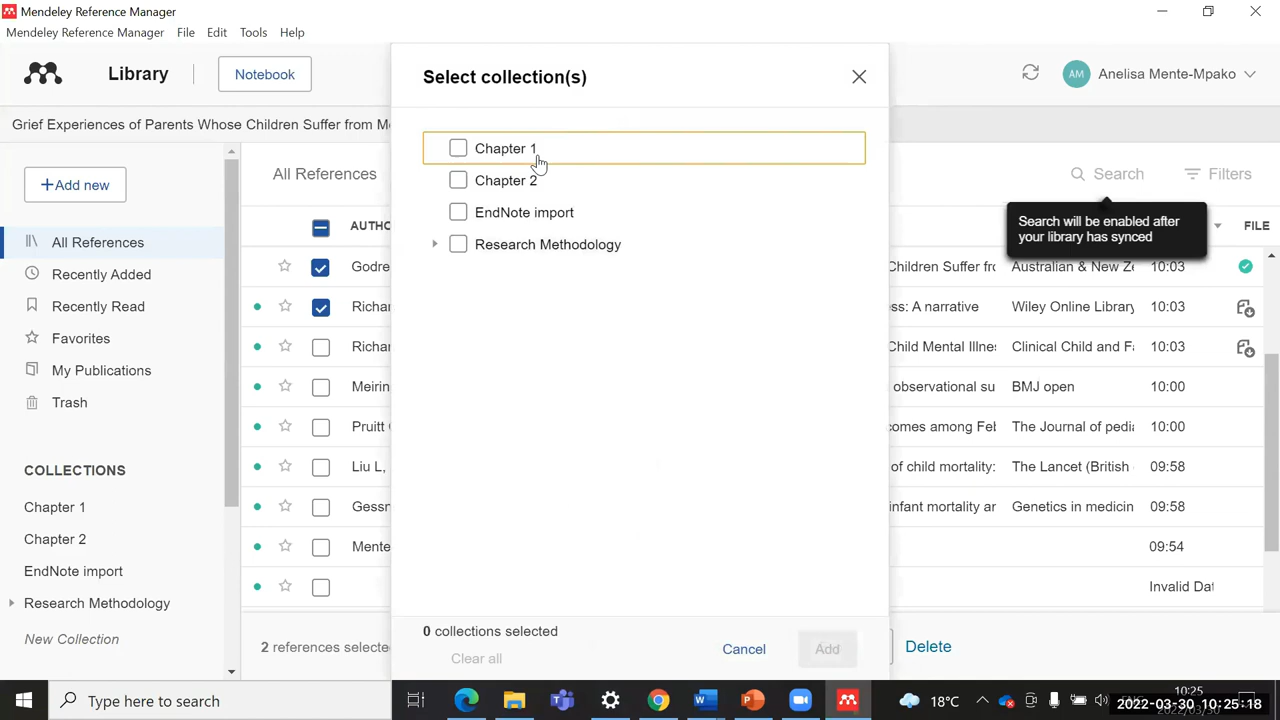 Mendeley Reference Manager
Mendeley Reference Manager File Edit Tools Help
Library
Notebook
AM Anelisa Mente-Mpako
Grief Experiences of Parents Whose Children Suffer from M
+Add new
All References
Recently Added
Recently Read
Favorites
My Publications
Trash
COLLECTIONS
Chapter 1
Chapter 2
EndNote import
Research Methodology
New Collection
All References
Search
Filters
Search will be enabled after
your library has synced
AUTHO
FILE
Godre Children Suffer fr Australian & New Z 10:03
Richar ss: A narrative Wiley Online Library 10:03
Richar Child Mental Illne Clinical Child and F 10:03
Meirin observational su BMJ open 10:00
Pruitt comes among Fel The Journal of pedi 10:00
Liu L, of child mortality: The Lancet (British 09:58
Gessn infant mortality ar Genetics in medicin 09:58
Mente 09:54
Invalid Dat
2 references selecte
Delete
Select collection(s)
Chapter 1
Chapter 2
EndNote import
Research Methodology
0 collections selected
Clear all
Cancel
Add
Type here to search
18°C
ENG
10:25
2022-03-30 10:25:18